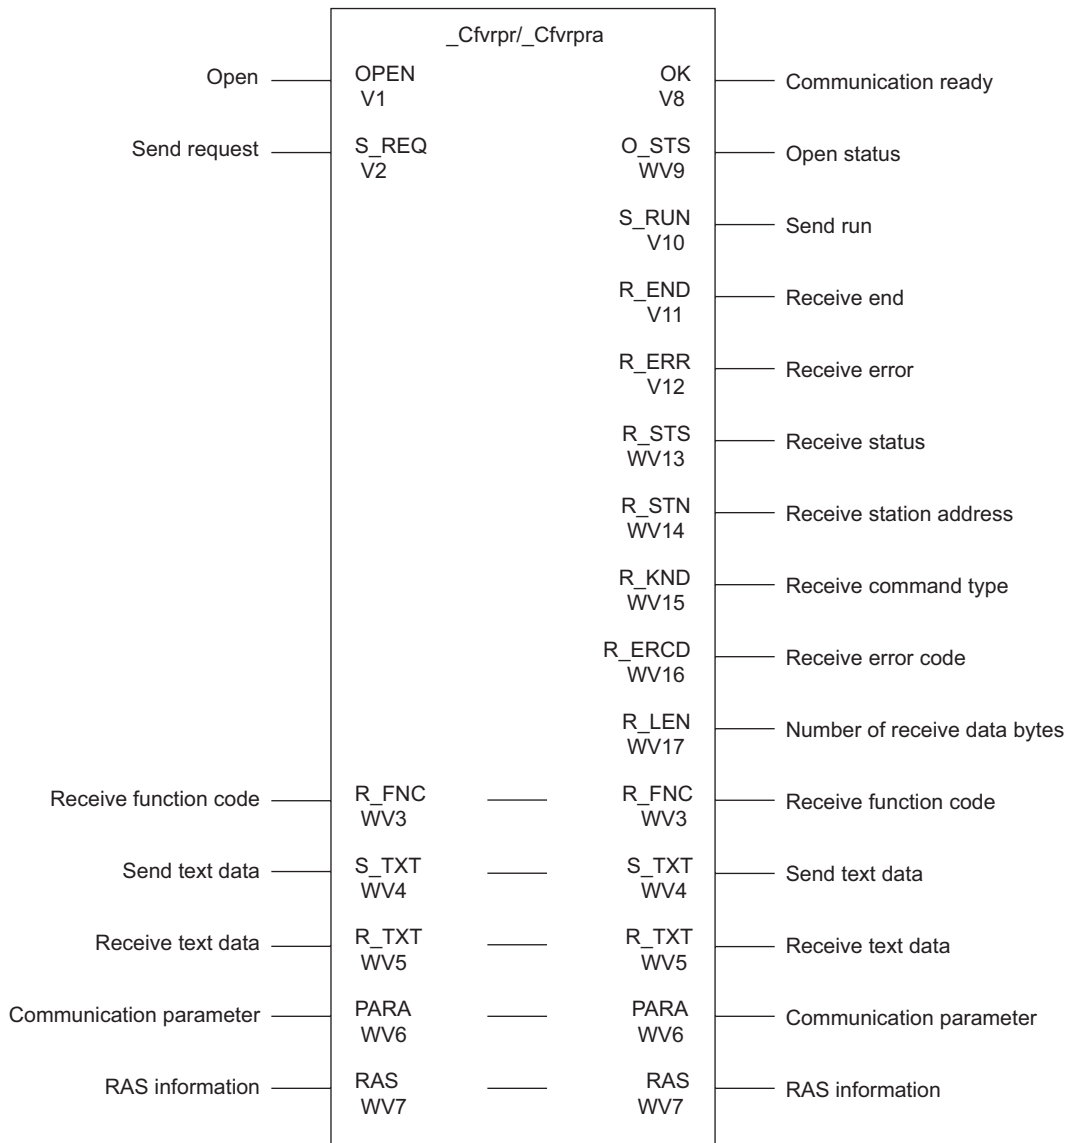 _Cfvrpr/_Cfvrpra
Open OPEN OK Communication ready
V1 V8
Send request S_REQ O_STS Open status
V2 WV9
S_RUN Send run
V10
R_END Receive end
V11
R_ERR Receive error
V12
R_STS Receive status
WV13
R_STN Receive station address
WV14
R_KND Receive command type
WV15
R_ERCD Receive error code
WV16
R_LEN Number of receive data bytes
WV17
Receive function code R_FNC R_FNC Receive function code
WV3 WV3
Send text data S_TXT S_TXT Send text data
WV4 WV4
Receive text data R_TXT R_TXT Receive text data
WV5 WV5
Communication parameter PARA PARA Communication parameter
WV6 WV6
RAS information RAS RAS RAS information
WV7 WV7